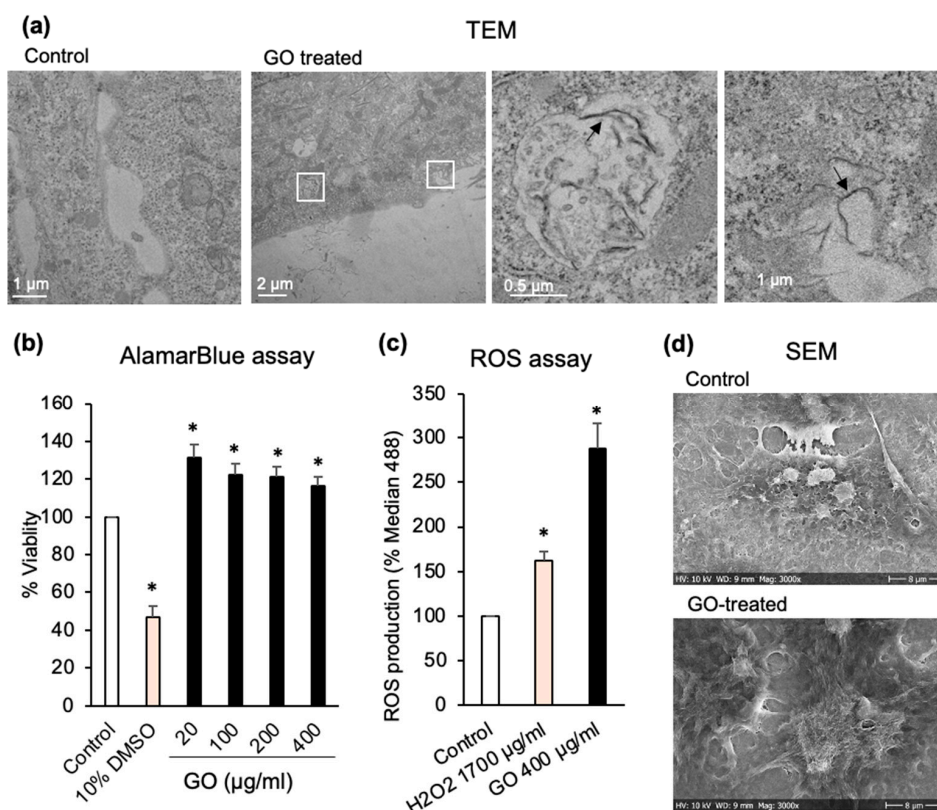 (a)
TEM
Control
GO treated
1 µm
2 µm
0.5 µm
1 µm
(b)
AlamarBlue assay
% Viablity
160
140
120
100
80
60
40
20
0
*
*
*
*
*
Control
10% DMSO
20
100
200
400
GO (µg/ml)
(c)
ROS assay
ROS production (% Median 488)
350
300
250
200
150
100
50
0
*
*
Control
H2O2 1700 µg/ml
GO 400 µg/ml
(d)
SEM
Control
HV: 10 kV WD: 9 mm Mag: 3000x
8 µm
GO-treated
HV: 10 kV WD: 9 mm Mag: 3000x
8 µm